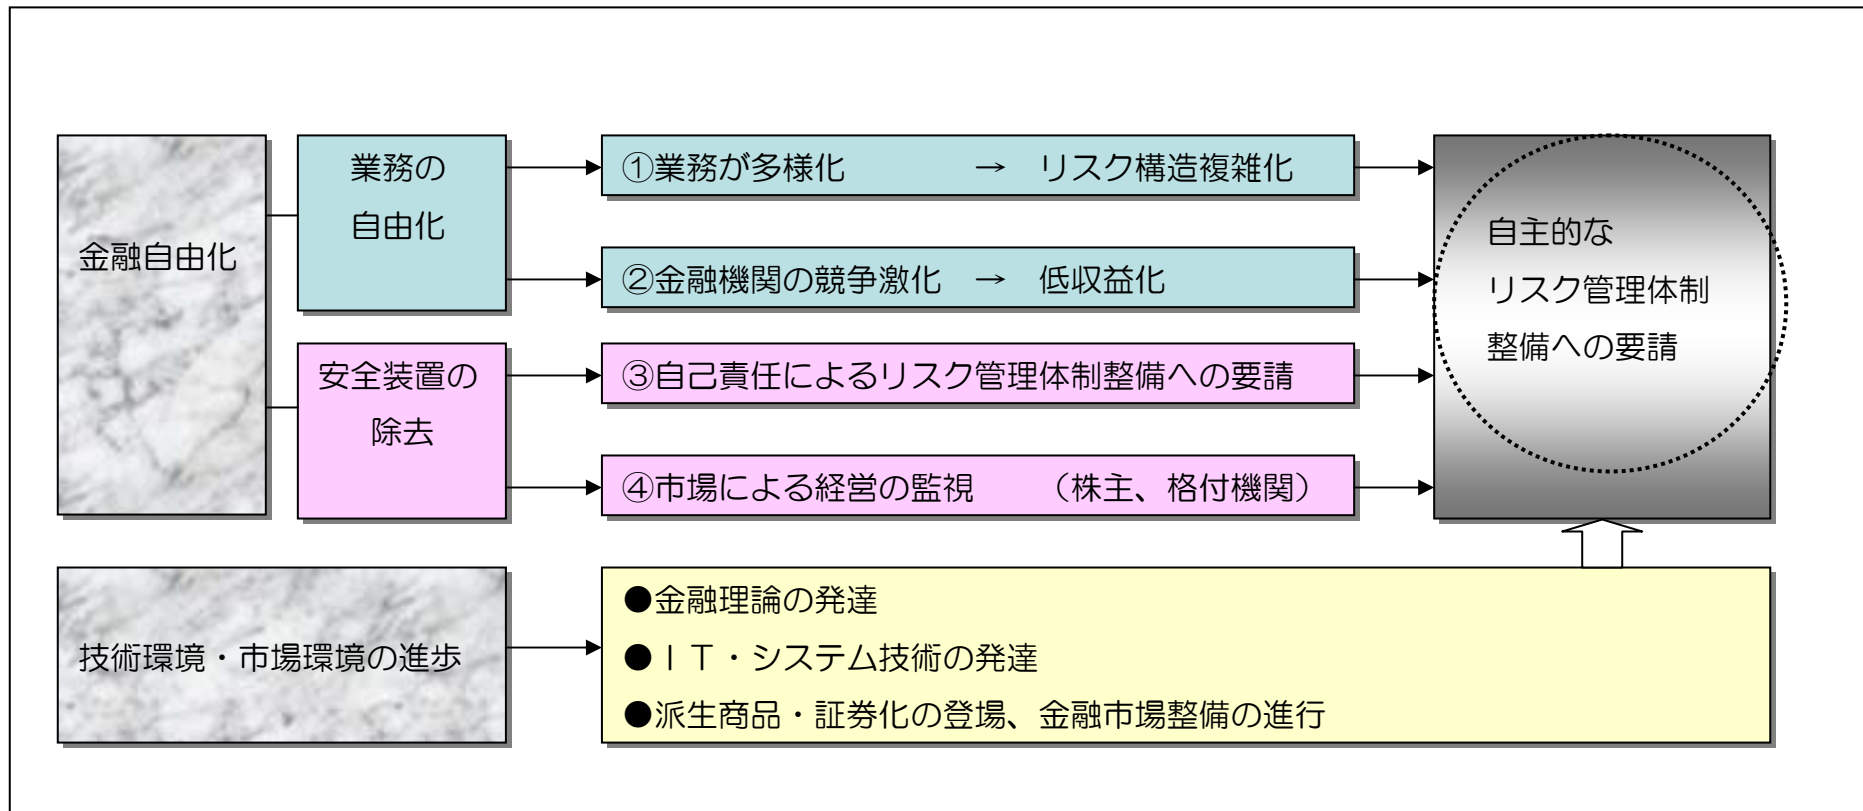 金融自由化
業務の
自由化
①業務が多様化　　　　→　リスク構造複雑化
②金融機関の競争激化　→　低収益化
安全装置の
除去
③自己責任によるリスク管理体制整備への要請
④市場による経営の監視　　（株主、格付機関）
自主的な
リスク管理体制
整備への要請
技術環境・市場環境の進歩
●金融理論の発達
●ＩＴ・システム技術の発達
●派生商品・証券化の登場、金融市場整備の進行